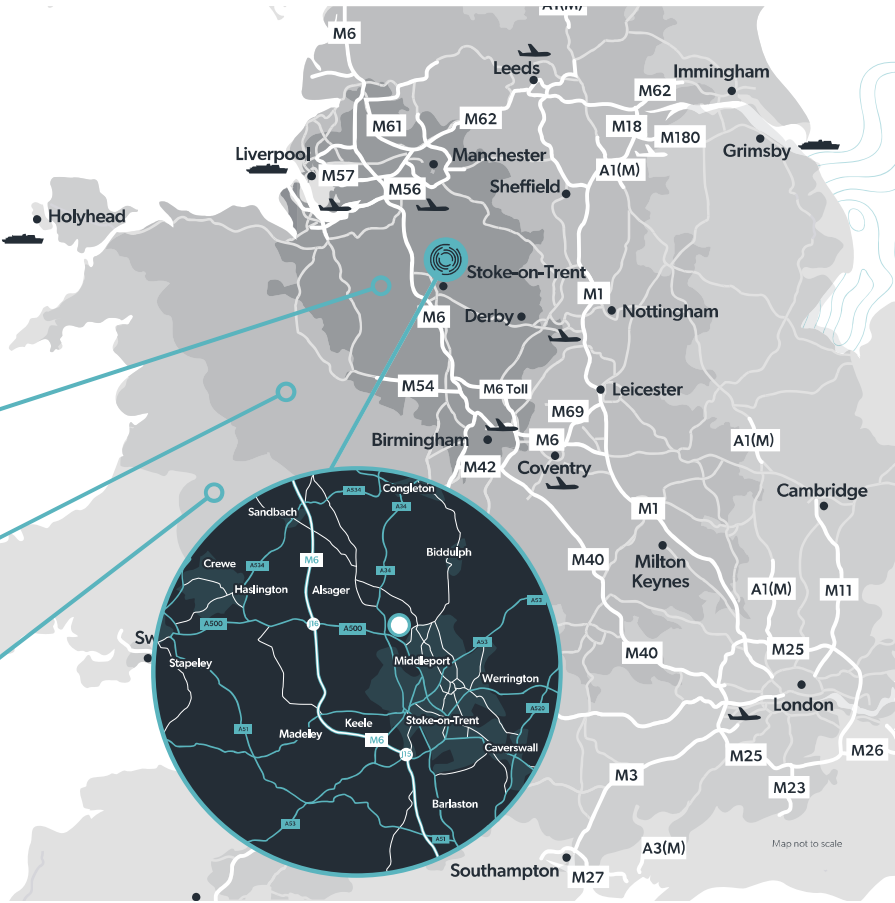 A1(M)
M6
Leeds
Immingham
M62
M61
M62
M18
M180
Liverpool
Manchester
Grimsby
M57
A1(M)
M56
Sheffield
Holyhead
Stoke-on-Trent
M1
M6
Derby
Nottingham
M54
M6 Toll
Leicester
M69
Birmingham
M6
A1(M)
M42
Coventry
Cambridge
M1
Milton
Keynes
M40
A1(M)
M11
M40
M25
London
M25
M26
M3
M23
Map not to scale
A3(M)
Southampton
M27
Sw
A534
Congleton
Sandbach
A34
Biddulph
M6
Crewe
A534
A34
Haslington
Alsager
A53
A500
J16
A500
A53
Stapeley
Middleport
Werrington
A520
Keele
Stoke-on-Trent
A51
Madeley
M6
Caverswall
J15
Barlaston
A53
A51